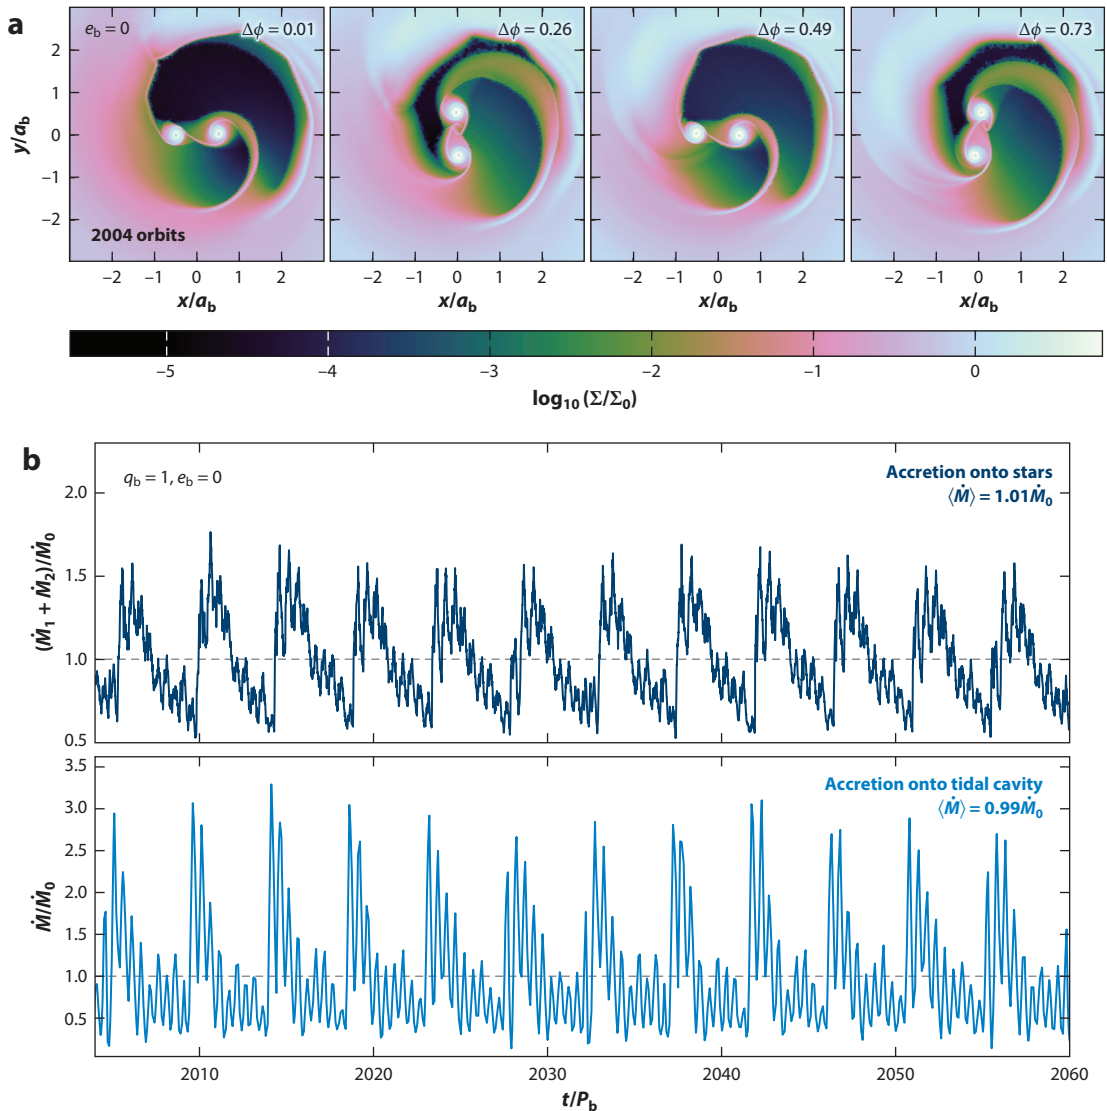 a
e_b = 0
Δϕ = 0.01
Δϕ = 0.26
Δϕ = 0.49
Δϕ = 0.73
2
1
0
−1
−2
y/a_b
2004 orbits
−2 −1 0 1 2
−2 −1 0 1 2
−2 −1 0 1 2
−2 −1 0 1 2
x/a_b
x/a_b
x/a_b
x/a_b
−5 −4 −3 −2 −1 0
log₁₀ (Σ/Σ₀)
b
q_b = 1, e_b = 0
Accretion onto stars
⟨Ṁ⟩ = 1.01Ṁ₀
2.0
1.5
1.0
0.5
(Ṁ₁ + Ṁ₂)/Ṁ₀
Accretion onto tidal cavity
⟨Ṁ⟩ = 0.99Ṁ₀
3.5
3.0
2.5
2.0
1.5
1.0
0.5
Ṁ/Ṁ₀
2010 2020 2030 2040 2050 2060
t/P_b